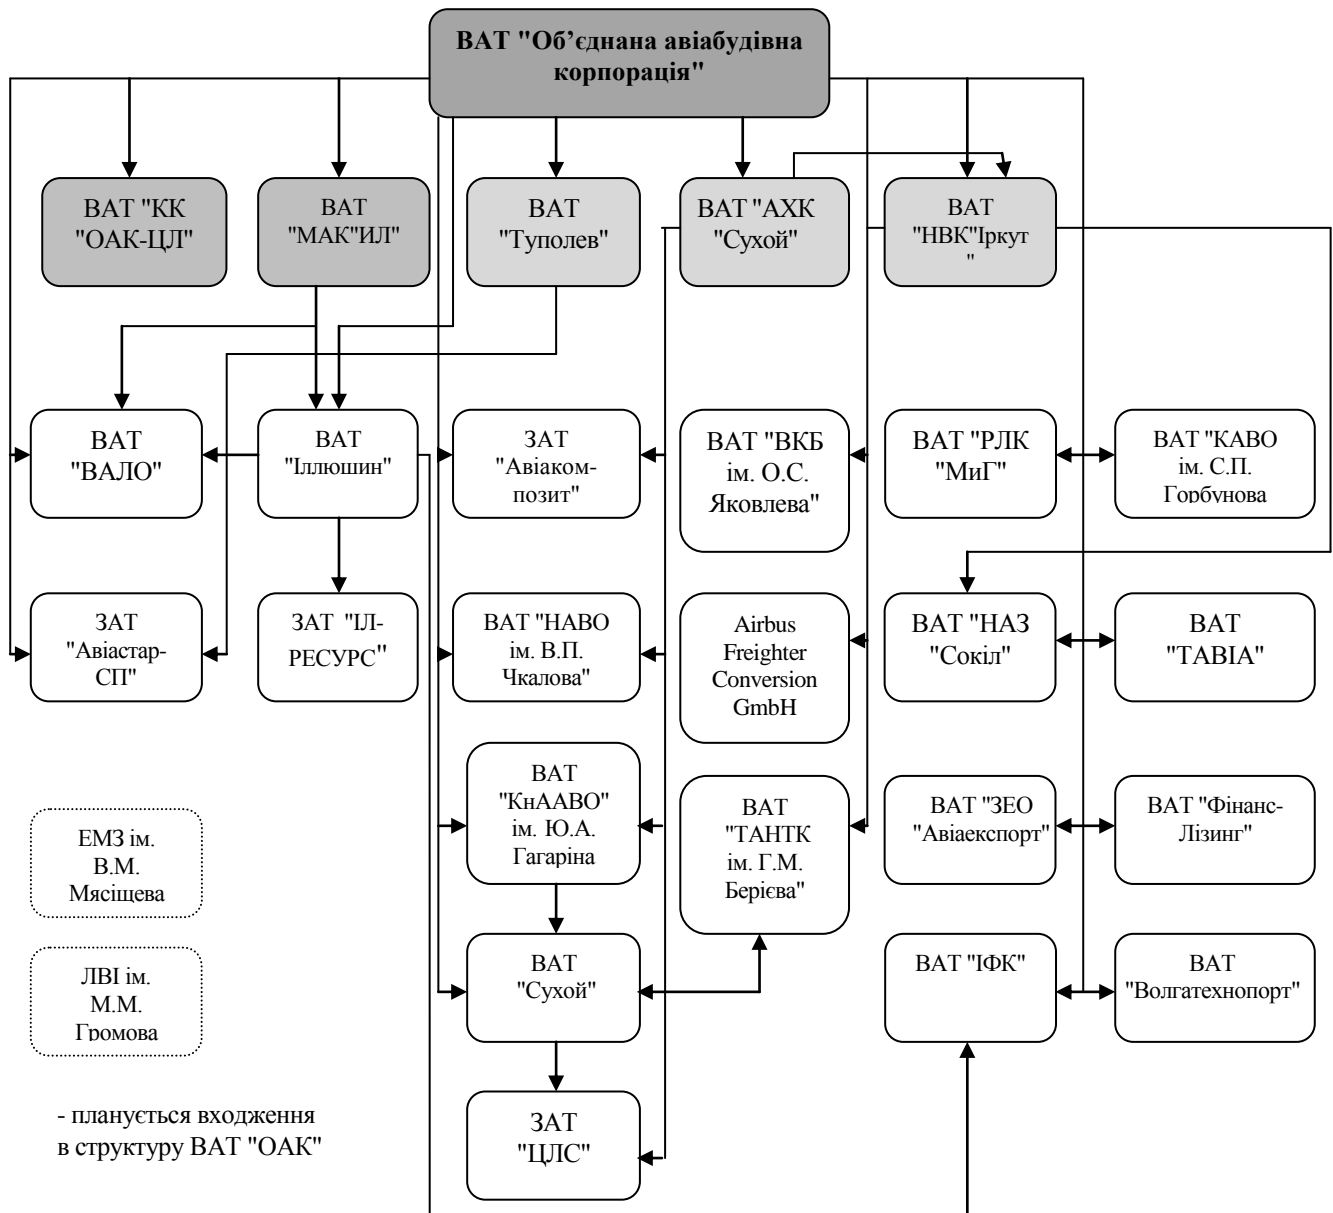 ВАТ "Об’єднана авіабудівна
корпорація"
ВАТ "КК
"ОАК-ЦЛ"
ВАТ
"МАК"ИЛ"
ВАТ
"Туполев"
ВАТ "АХК
"Сухой"
ВАТ
"НВК"Іркут
"
ВАТ
"ВАЛО"
ВАТ
"Іллюшин"
ЗАТ
"Авіаком-
позит"
ВАТ "ВКБ
ім. О.С.
Яковлева"
ВАТ "РЛК
"МиГ"
ВАТ "КАВО
ім. С.П.
Горбунова
ЗАТ
"Авіастар-
СП"
ЗАТ "ІЛ-
РЕСУРС"
ВАТ "НАВО
ім. В.П.
Чкалова"
Airbus
Freighter
Conversion
GmbH
ВАТ "НАЗ
"Сокіл"
ВАТ
"ТАВІА"
ЕМЗ ім.
В.М.
Мясіщева
ВАТ
"КнААВО"
ім. Ю.А.
Гагаріна
ВАТ
"ТАНТК
ім. Г.М.
Берієва"
ВАТ "ЗЕО
"Авіаекспорт"
ВАТ "Фінанс-
Лізинг"
ЛВІ ім.
М.М.
Громова
ВАТ
"Сухой"
ВАТ "ІФК"
ВАТ
"Волгатехнопорт"
- планується входження
в структуру ВАТ "ОАК"
ЗАТ
"ЦЛС"